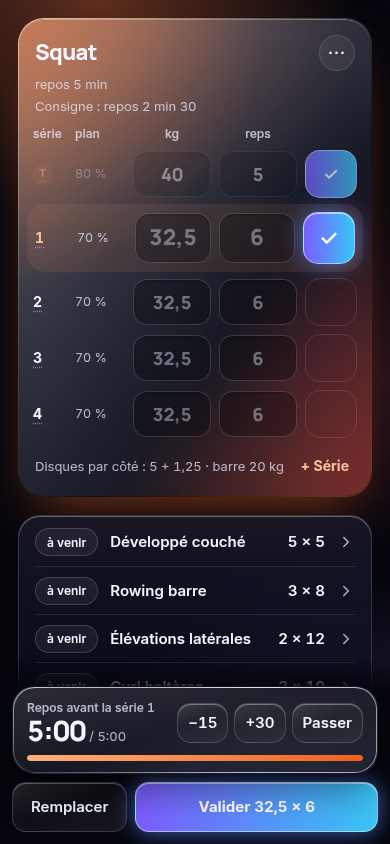 Squat
repos 5 min
Consigne : repos 2 min 30
série plan kg reps
T 80 % 40 5
1 70 % 32,5 6
2 70 % 32,5 6
3 70 % 32,5 6
4 70 % 32,5 6
Disques par côté : 5 + 1,25 · barre 20 kg + Série
à venir Développé couché 5 × 5
à venir Rowing barre 3 × 8
à venir Élévations latérales 2 × 12
à venir
Repos avant la série 1
5:00 / 5:00 −15 +30 Passer
Remplacer Valider 32,5 × 6